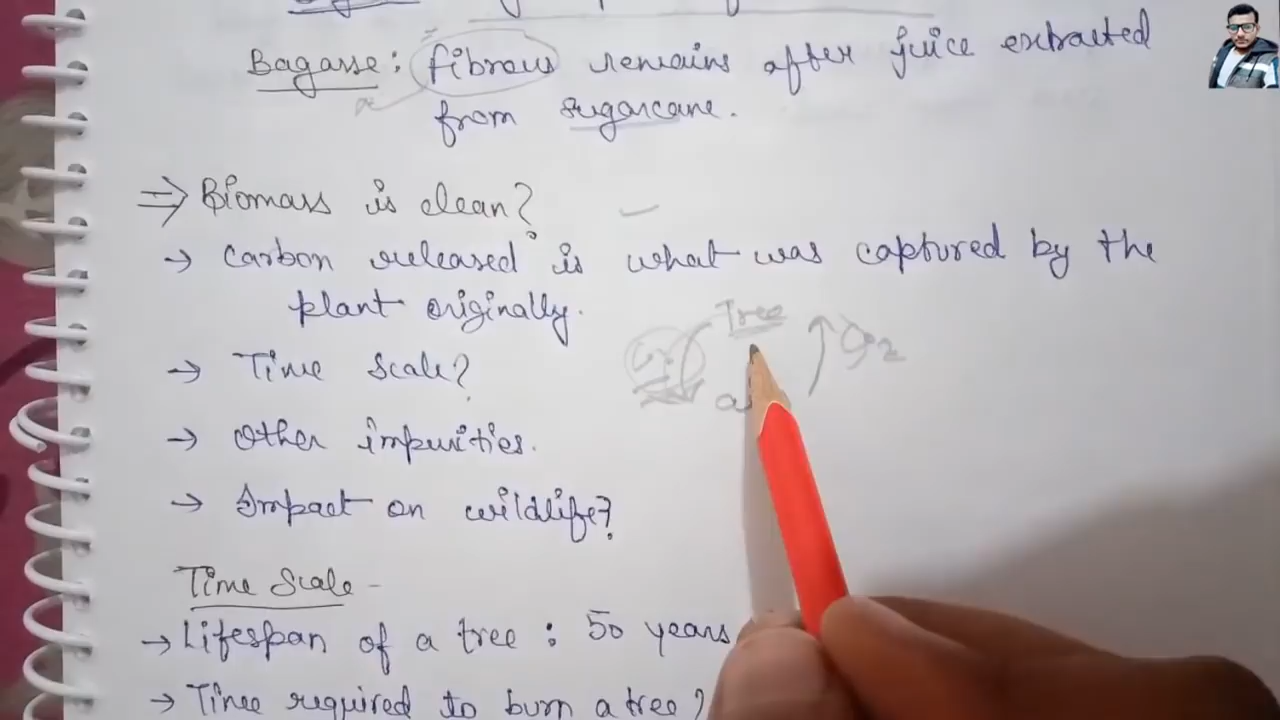 Bagasse: fibrous remains after juice extracted
from sugarcane.
⇒ Biomass is clean?
→ Carbon released is what was captured by the
plant originally.
Tree
→ Time Scale?
→ Other impurities.
→ Impact on wildlife?
Time Scale -
→ Lifespan of a tree : 50 years
→ Time required to burn a tree?